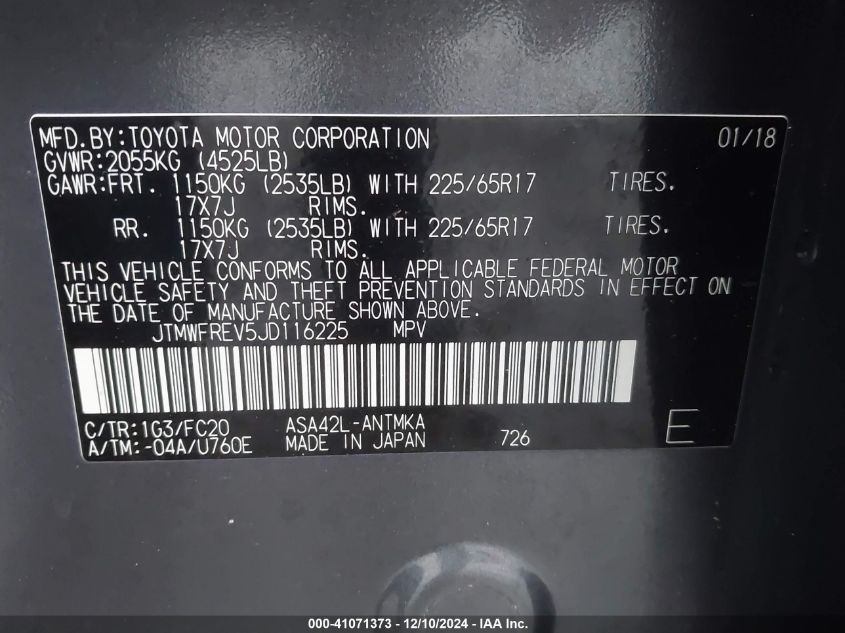 MFD.BY:TOYOTA MOTOR CORPORATION 01/18
GVWR:2055KG (4525LB)
GAWR:FRT. 1150KG (2535LB) WITH 225/65R17 TIRES.
17X7J RIMS.
RR. 1150KG (2535LB) WITH 225/65R17 TIRES.
17X7J RIMS.
THIS VEHICLE CONFORMS TO ALL APPLICABLE FEDERAL MOTOR
VEHICLE SAFETY AND THEFT PREVENTION STANDARDS IN EFFECT ON
THE DATE OF MANUFACTURE SHOWN ABOVE.
JTMWFREV5JD116225 MPV
C/TR:1G3/FC20 ASA42L-ANTMKA
A/TM:-04A/U760E MADE IN JAPAN 726 E
000-41071373 - 12/10/2024 - IAA Inc.